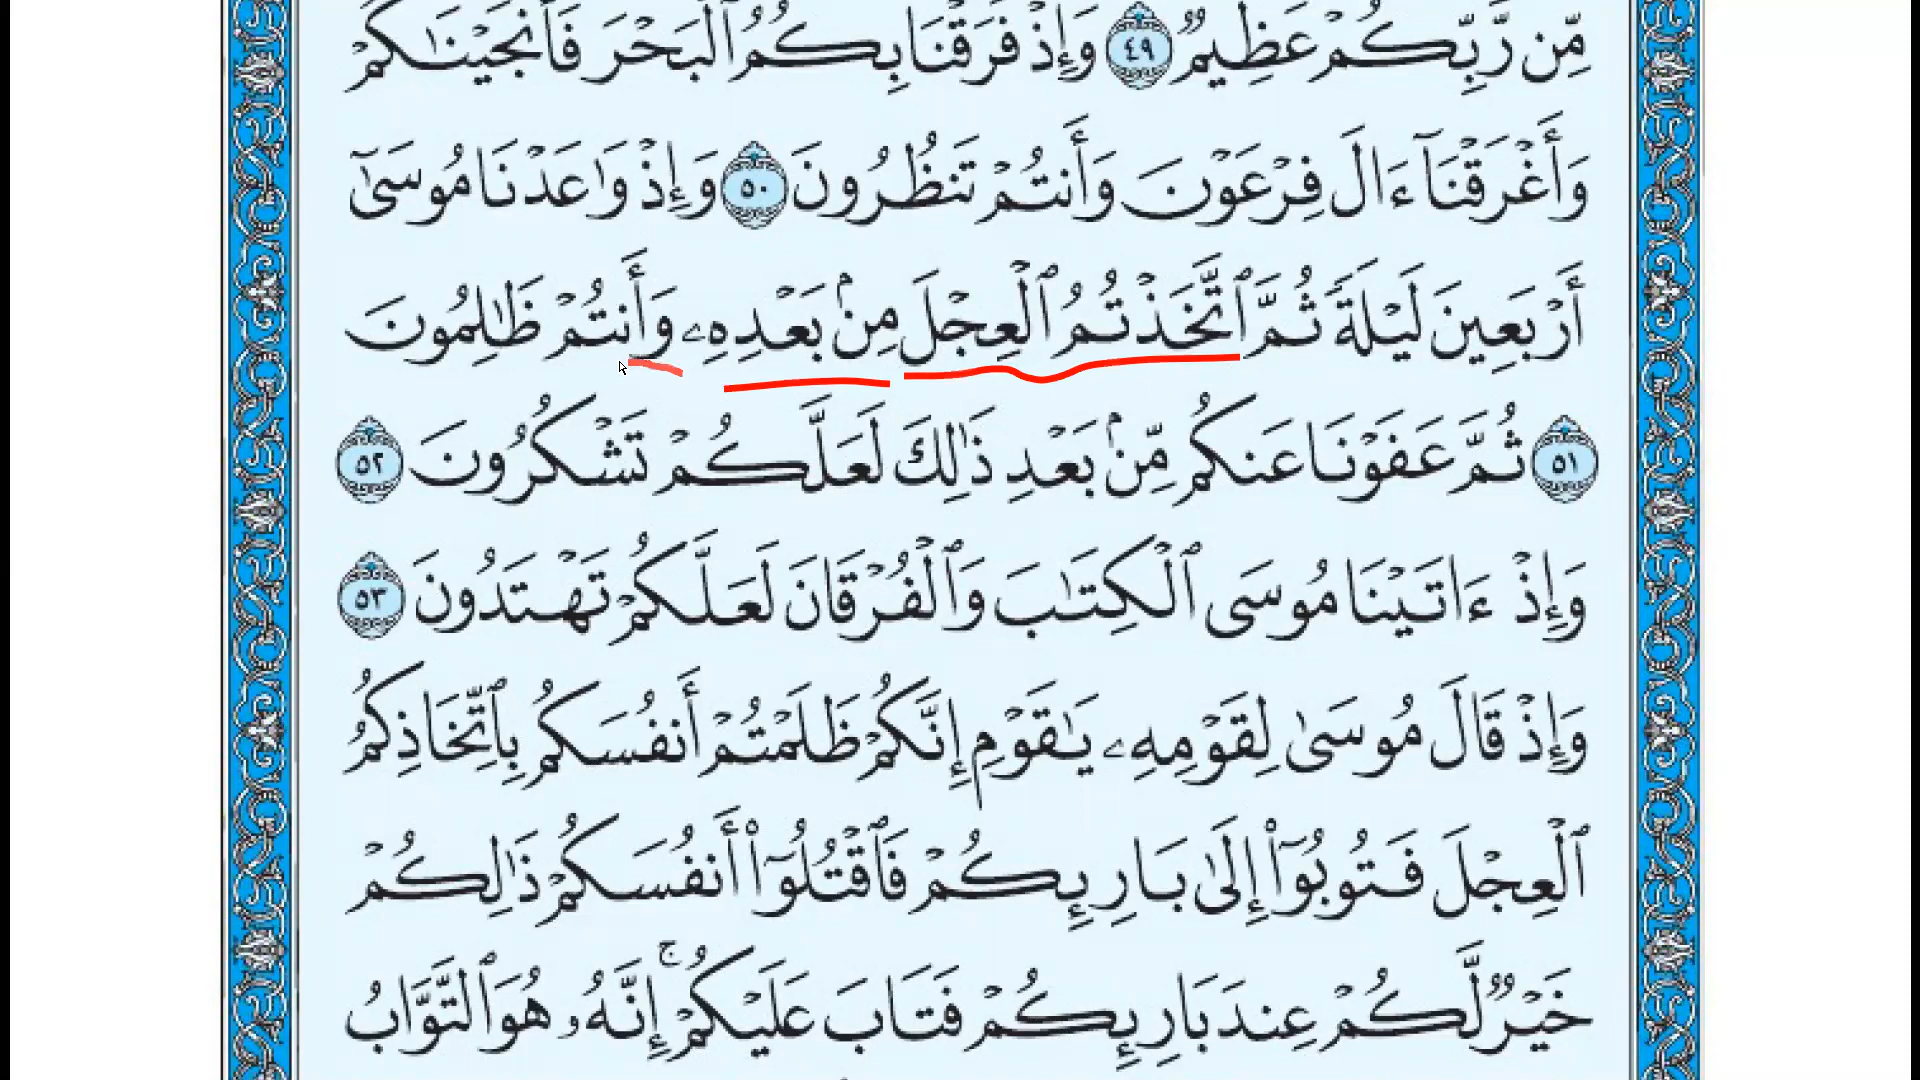 مِّن رَّبِّكُمْ عَظِيمٌ ٤٩ وَإِذْ فَرَقْنَا بِكُمُ ٱلْبَحْرَ فَأَنجَيْنَٰكُمْ
وَأَغْرَقْنَآ ءَالَ فِرْعَوْنَ وَأَنتُمْ تَنظُرُونَ ٥٠ وَإِذْ وَٰعَدْنَا مُوسَىٰٓ
أَرْبَعِينَ لَيْلَةً ثُمَّ ٱتَّخَذْتُمُ ٱلْعِجْلَ مِنۢ بَعْدِهِۦ وَأَنتُمْ ظَٰلِمُونَ
٥١ ثُمَّ عَفَوْنَا عَنكُم مِّنۢ بَعْدِ ذَٰلِكَ لَعَلَّكُمْ تَشْكُرُونَ ٥٢
وَإِذْ ءَاتَيْنَا مُوسَى ٱلْكِتَٰبَ وَٱلْفُرْقَانَ لَعَلَّكُمْ تَهْتَدُونَ ٥٣
وَإِذْ قَالَ مُوسَىٰ لِقَوْمِهِۦ يَٰقَوْمِ إِنَّكُمْ ظَلَمْتُمْ أَنفُسَكُم بِٱتِّخَاذِكُمُ
ٱلْعِجْلَ فَتُوبُوٓا۟ إِلَىٰ بَارِئِكُمْ فَٱقْتُلُوٓا۟ أَنفُسَكُمْ ذَٰلِكُمْ
خَيْرٌ لَّكُمْ عِندَ بَارِئِكُمْ فَتَابَ عَلَيْكُمْ ۚ إِنَّهُۥ هُوَ ٱلتَّوَّابُ